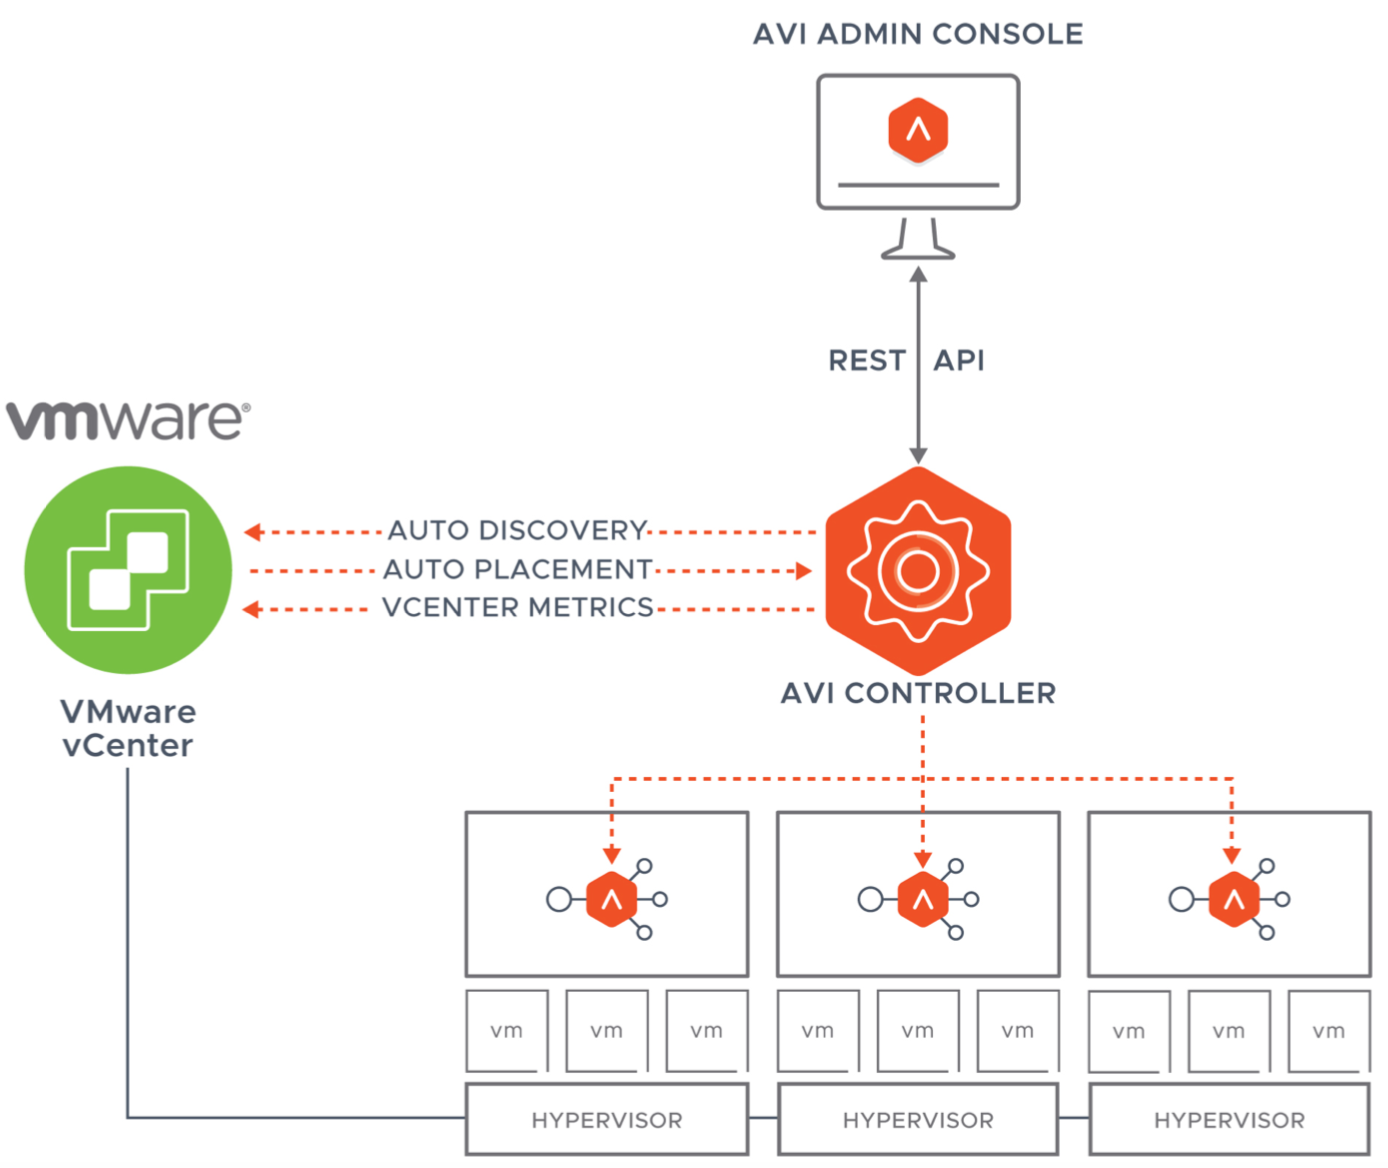 AVI ADMIN CONSOLE
REST API
vmware®
AUTO DISCOVERY
AUTO PLACEMENT
VCENTER METRICS
AVI CONTROLLER
VMware
vCenter
vm vm vm vm vm vm vm vm vm
HYPERVISOR HYPERVISOR HYPERVISOR